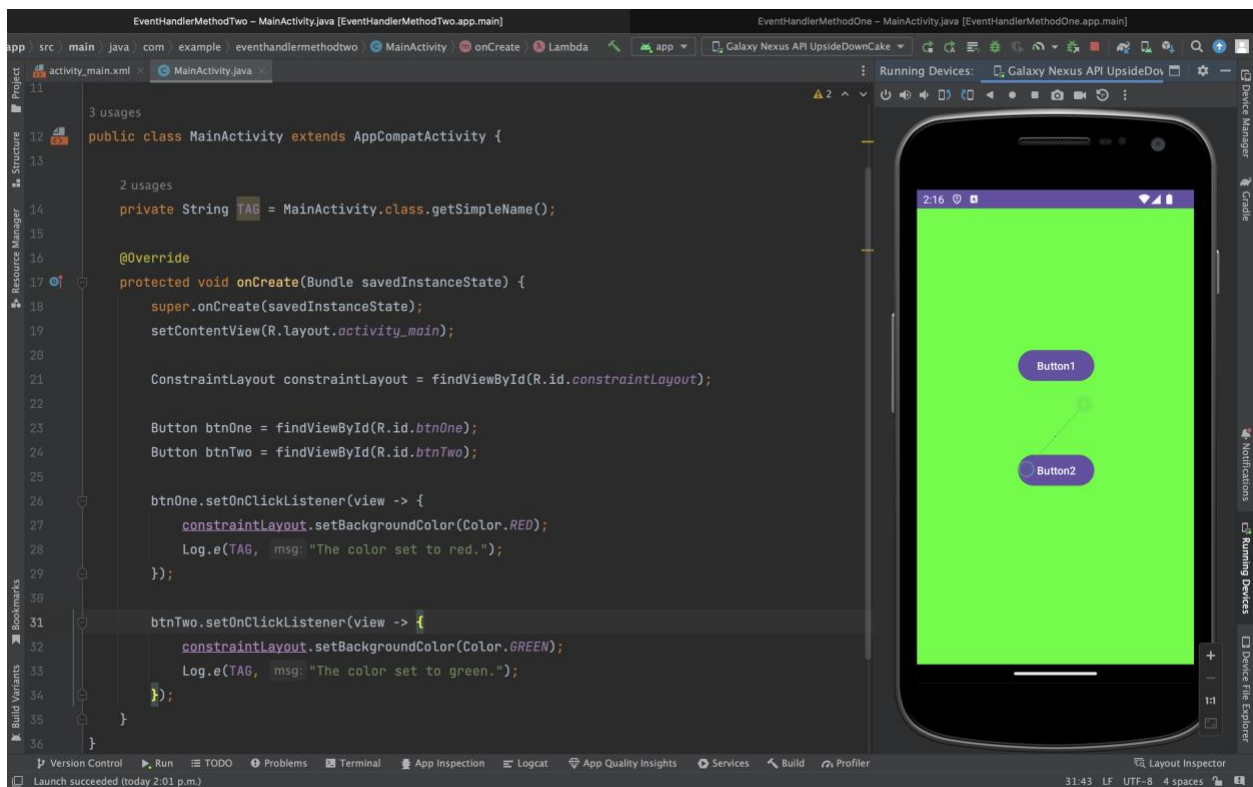 EventHandlerMethodTwo – MainActivity.java [EventHandlerMethodTwo.app.main]
EventHandlerMethodOne – MainActivity.java [EventHandlerMethodOne.app.main]
app 〉 src 〉 main 〉 java 〉 com 〉 example 〉 eventhandlermethodtwo 〉 MainActivity 〉 onCreate 〉 Lambda
app
Galaxy Nexus API UpsideDownCake
activity_main.xml
MainActivity.java
Running Devices:
Galaxy Nexus API UpsideDov
2
11
3 usages
12 public class MainActivity extends AppCompatActivity {
13
2 usages
14 private String TAG = MainActivity.class.getSimpleName();
15
16 @Override
17 protected void onCreate(Bundle savedInstanceState) {
18 super.onCreate(savedInstanceState);
19 setContentView(R.layout.activity_main);
20
21 ConstraintLayout constraintLayout = findViewById(R.id.constraintLayout);
22
23 Button btnOne = findViewById(R.id.btnOne);
24 Button btnTwo = findViewById(R.id.btnTwo);
25
26 btnOne.setOnClickListener(view -> {
27 constraintLayout.setBackgroundColor(Color.RED);
28 Log.e(TAG, msg: "The color set to red.");
29 });
30
31 btnTwo.setOnClickListener(view -> {
32 constraintLayout.setBackgroundColor(Color.GREEN);
33 Log.e(TAG, msg: "The color set to green.");
34 });
35 }
36 }
Project
Structure
Resource Manager
Bookmarks
Build Variants
2:16
Button1
Button2
1:1
Device Manager
Gradle
Notifications
Running Devices
Device File Explorer
Version Control
Run
TODO
Problems
Terminal
App Inspection
Logcat
App Quality Insights
Services
Build
Profiler
Layout Inspector
Launch succeeded (today 2:01 p.m.)
31:43 LF UTF-8 4 spaces